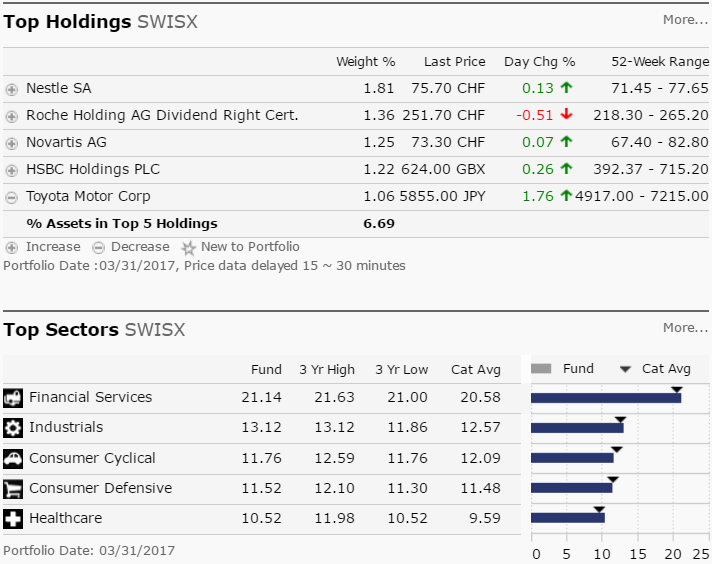 Top Holdings SWISX More...
Weight % Last Price Day Chg % 52-Week Range
Nestle SA 1.81 75.70 CHF 0.13 71.45 - 77.65
Roche Holding AG Dividend Right Cert. 1.36 251.70 CHF -0.51 218.30 - 265.20
Novartis AG 1.25 73.30 CHF 0.07 67.40 - 82.80
HSBC Holdings PLC 1.22 624.00 GBX 0.26 392.37 - 715.20
Toyota Motor Corp 1.06 5855.00 JPY 1.76 4917.00 - 7215.00
% Assets in Top 5 Holdings 6.69
Increase Decrease New to Portfolio
Portfolio Date :03/31/2017, Price data delayed 15 ~ 30 minutes
Top Sectors SWISX More...
Fund 3 Yr High 3 Yr Low Cat Avg Fund Cat Avg
Financial Services 21.14 21.63 21.00 20.58
Industrials 13.12 13.12 11.86 12.57
Consumer Cyclical 11.76 12.59 11.76 12.09
Consumer Defensive 11.52 12.10 11.30 11.48
Healthcare 10.52 11.98 10.52 9.59
0 5 10 15 20 25
Portfolio Date: 03/31/2017